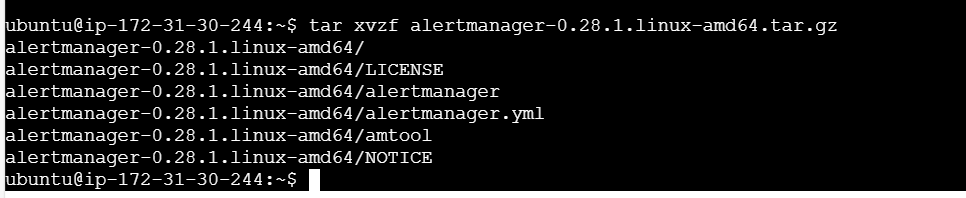 ubuntu@ip-172-31-30-244:~$ tar xvzf alertmanager-0.28.1.linux-amd64.tar.gz
alertmanager-0.28.1.linux-amd64/
alertmanager-0.28.1.linux-amd64/LICENSE
alertmanager-0.28.1.linux-amd64/alertmanager
alertmanager-0.28.1.linux-amd64/alertmanager.yml
alertmanager-0.28.1.linux-amd64/amtool
alertmanager-0.28.1.linux-amd64/NOTICE
ubuntu@ip-172-31-30-244:~$